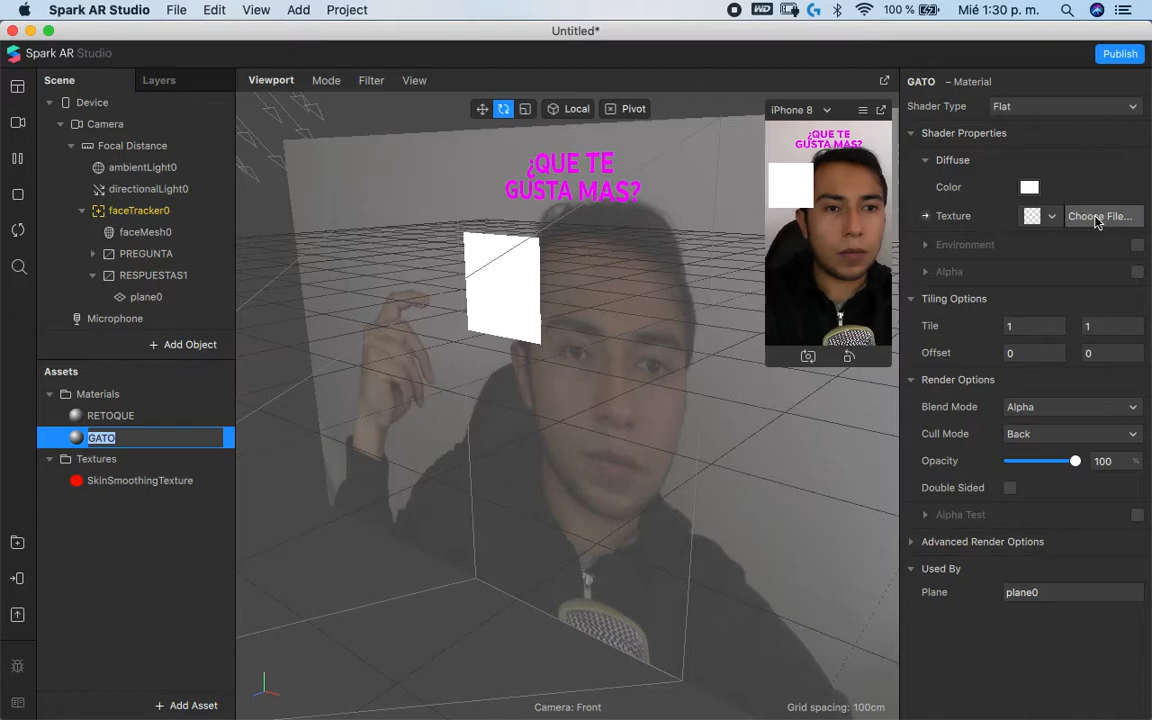 Spark AR Studio File Edit View Add Project 100 % Mié 1:30 p. m.
Untitled*
Spark AR Studio
Publish
Scene Layers
Device
Camera
Focal Distance
ambientLight0
directionalLight0
faceTracker0
faceMesh0
PREGUNTA
RESPUESTAS1
plane0
Microphone
+ Add Object
Assets
Materials
RETOQUE
GATO
Textures
SkinSmoothingTexture
+ Add Asset
Viewport Mode Filter View
Local Pivot
¿QUE TE
GUSTA MAS?
iPhone 8
¿QUE TE
GUSTA MAS?
Camera: Front
Grid spacing: 100cm
GATO – Material
Shader Type Flat
Shader Properties
Diffuse
Color
Texture Choose File...
Environment
Alpha
Tiling Options
Tile 1 1
Offset 0 0
Render Options
Blend Mode Alpha
Cull Mode Back
Opacity 100 %
Double Sided
Alpha Test
Advanced Render Options
Used By
Plane plane0